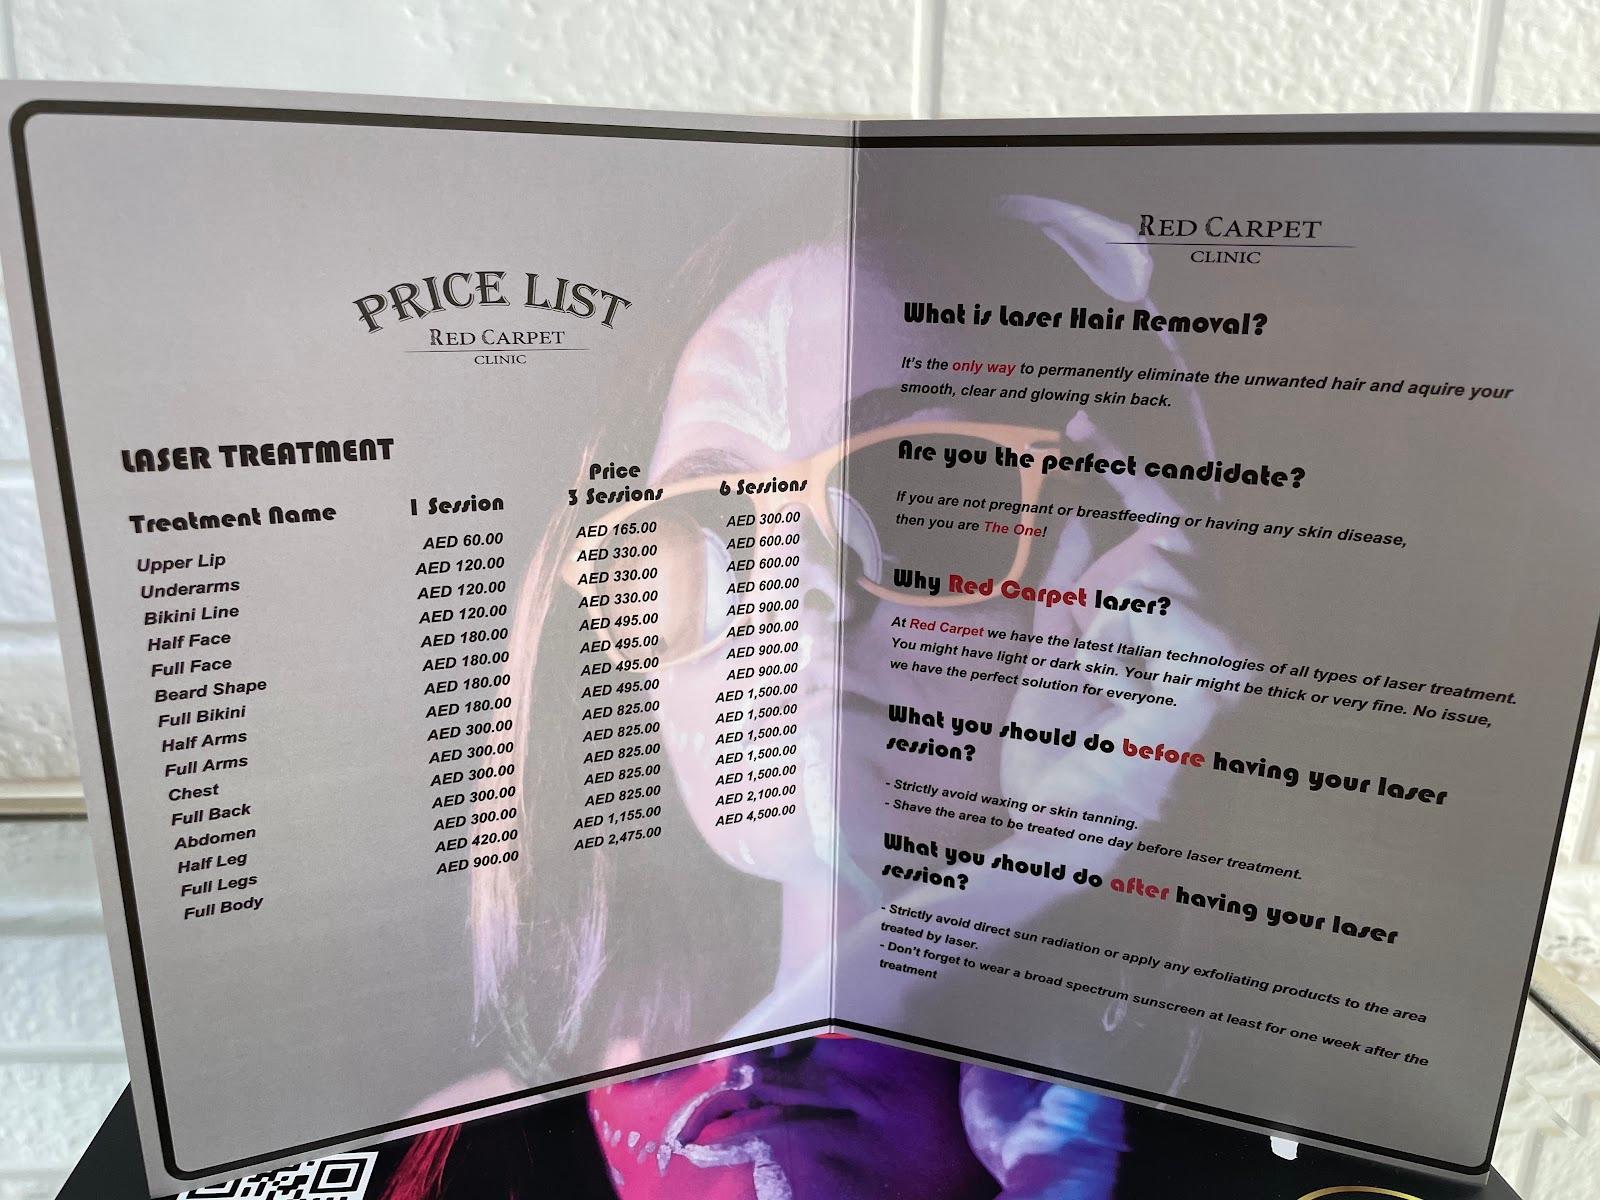 PRICE LIST
RED CARPET
CLINIC
LASER TREATMENT
Price
Treatment Name 1 Session 3 Sessions 6 Sessions
Upper Lip AED 60.00 AED 165.00 AED 300.00
Underarms AED 120.00 AED 330.00 AED 600.00
Bikini Line AED 120.00 AED 330.00 AED 600.00
Half Face AED 120.00 AED 330.00 AED 600.00
Full Face AED 180.00 AED 495.00 AED 900.00
Beard Shape AED 180.00 AED 495.00 AED 900.00
Full Bikini AED 180.00 AED 495.00 AED 900.00
Half Arms AED 180.00 AED 495.00 AED 900.00
Full Arms AED 300.00 AED 825.00 AED 1,500.00
Chest AED 300.00 AED 825.00 AED 1,500.00
Full Back AED 300.00 AED 825.00 AED 1,500.00
Abdomen AED 300.00 AED 825.00 AED 1,500.00
Half Leg AED 300.00 AED 825.00 AED 1,500.00
Full Legs AED 420.00 AED 1,155.00 AED 2,100.00
Full Body AED 900.00 AED 2,475.00 AED 4,500.00
RED CARPET
CLINIC
What is Laser Hair Removal?
It's the only way to permanently eliminate the unwanted hair and aquire your
smooth, clear and glowing skin back.
Are you the perfect candidate?
If you are not pregnant or breastfeeding or having any skin disease,
then you are The One!
Why Red Carpet laser?
At Red Carpet we have the latest Italian technologies of all types of laser treatment.
You might have light or dark skin. Your hair might be thick or very fine. No issue,
we have the perfect solution for everyone.
What you should do before having your laser
session?
- Strictly avoid waxing or skin tanning.
- Shave the area to be treated one day before laser treatment.
What you should do after having your laser
session?
- Strictly avoid direct sun radiation or apply any exfoliating products to the area
treated by laser.
- Don't forget to wear a broad spectrum sunscreen at least for one week after the
treatment